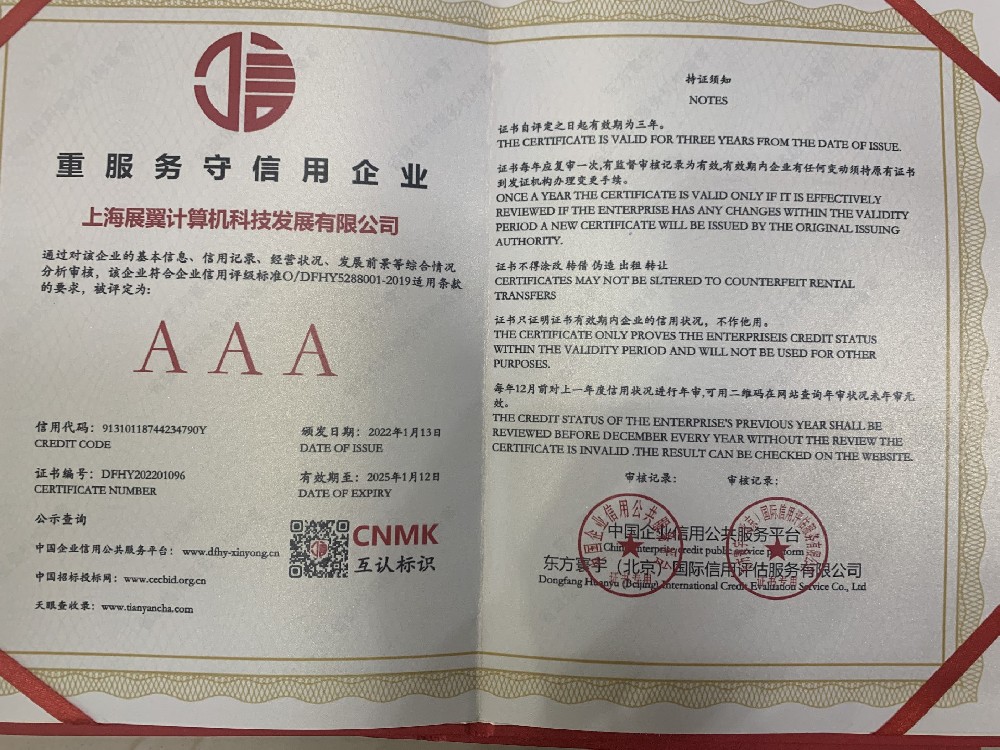 重服务守信用企业
上海展翼计算机科技发展有限公司
通过对该企业的基本信息、信用记录、经营状况、发展前景等综合情况
分析审核，该企业符合企业信用评级标准O/DFHY5288001-2019适用条款
的要求，被评定为：
AAA
信用代码：91310118744234790Y
CREDIT CODE
颁发日期：2022年1月13日
DATE OF ISSUE
证书编号：DFHY202201096
CERTIFICATE NUMBER
有效期至：2025年1月12日
DATE OF EXPIRY
公示查询
中国企业信用公共服务平台：www.dfhy-xinyong.cn
中国招标投标网：www.cecbid.org.cn
天眼查收录：www.tianyancha.com
CNMK
互认标识
持证须知
NOTES
证书自评定之日起有效期为三年。
THE CERTIFICATE IS VALID FOR THREE YEARS FROM THE DATE OF ISSUE.
证书每年应复审一次,有监督审核记录为有效,有效期内企业有任何变动须持原有证书
到发证机构办理变更手续。
ONCE A YEAR THE CERTIFICATE IS VALID ONLY IF IT IS EFFECTIVELY
REVIEWED IF THE ENTERPRISE HAS ANY CHANGES WITHIN THE VALIDITY
PERIOD A NEW CERTIFICATE WILL BE ISSUED BY THE ORIGINAL ISSUING
AUTHORITY.
证书不得涂改 转借 伪造 出租 转让
CERTIFICATES MAY NOT BE SLTERED TO COUNTERFEIT RENTAL
TRANSFERS
证书只证明证书有效期内企业的信用状况，不作他用。
THE CERTIFICATE ONLY PROVES THE ENTERPRISEIS CREDIT STATUS
WITHIN THE VALIDITY PERIOD AND WILL NOT BE USED FOR OTHER
PURPOSES.
每年12月前对上一年度信用状况进行年审,可用二维码在网站查询年审状况未年审无
效。
THE CREDIT STATUS OF THE ENTERPRISE'S PREVIOUS YEAR SHALL BE
REVIEWED BEFORE DECEMBER EVERY YEAR WITHOUT THE REVIEW THE
CERTIFICATE IS INVALID .THE RESULT CAN BE CHECKED ON THE WEBSITE.
审核记录：
审核记录：
中国企业信用公共服务平台
China enterprise credit public service platform
东方寰宇（北京）国际信用评估服务有限公司
Dongfang Huanyu (Beijing) International Credit Evaluation Service Co., Ltd